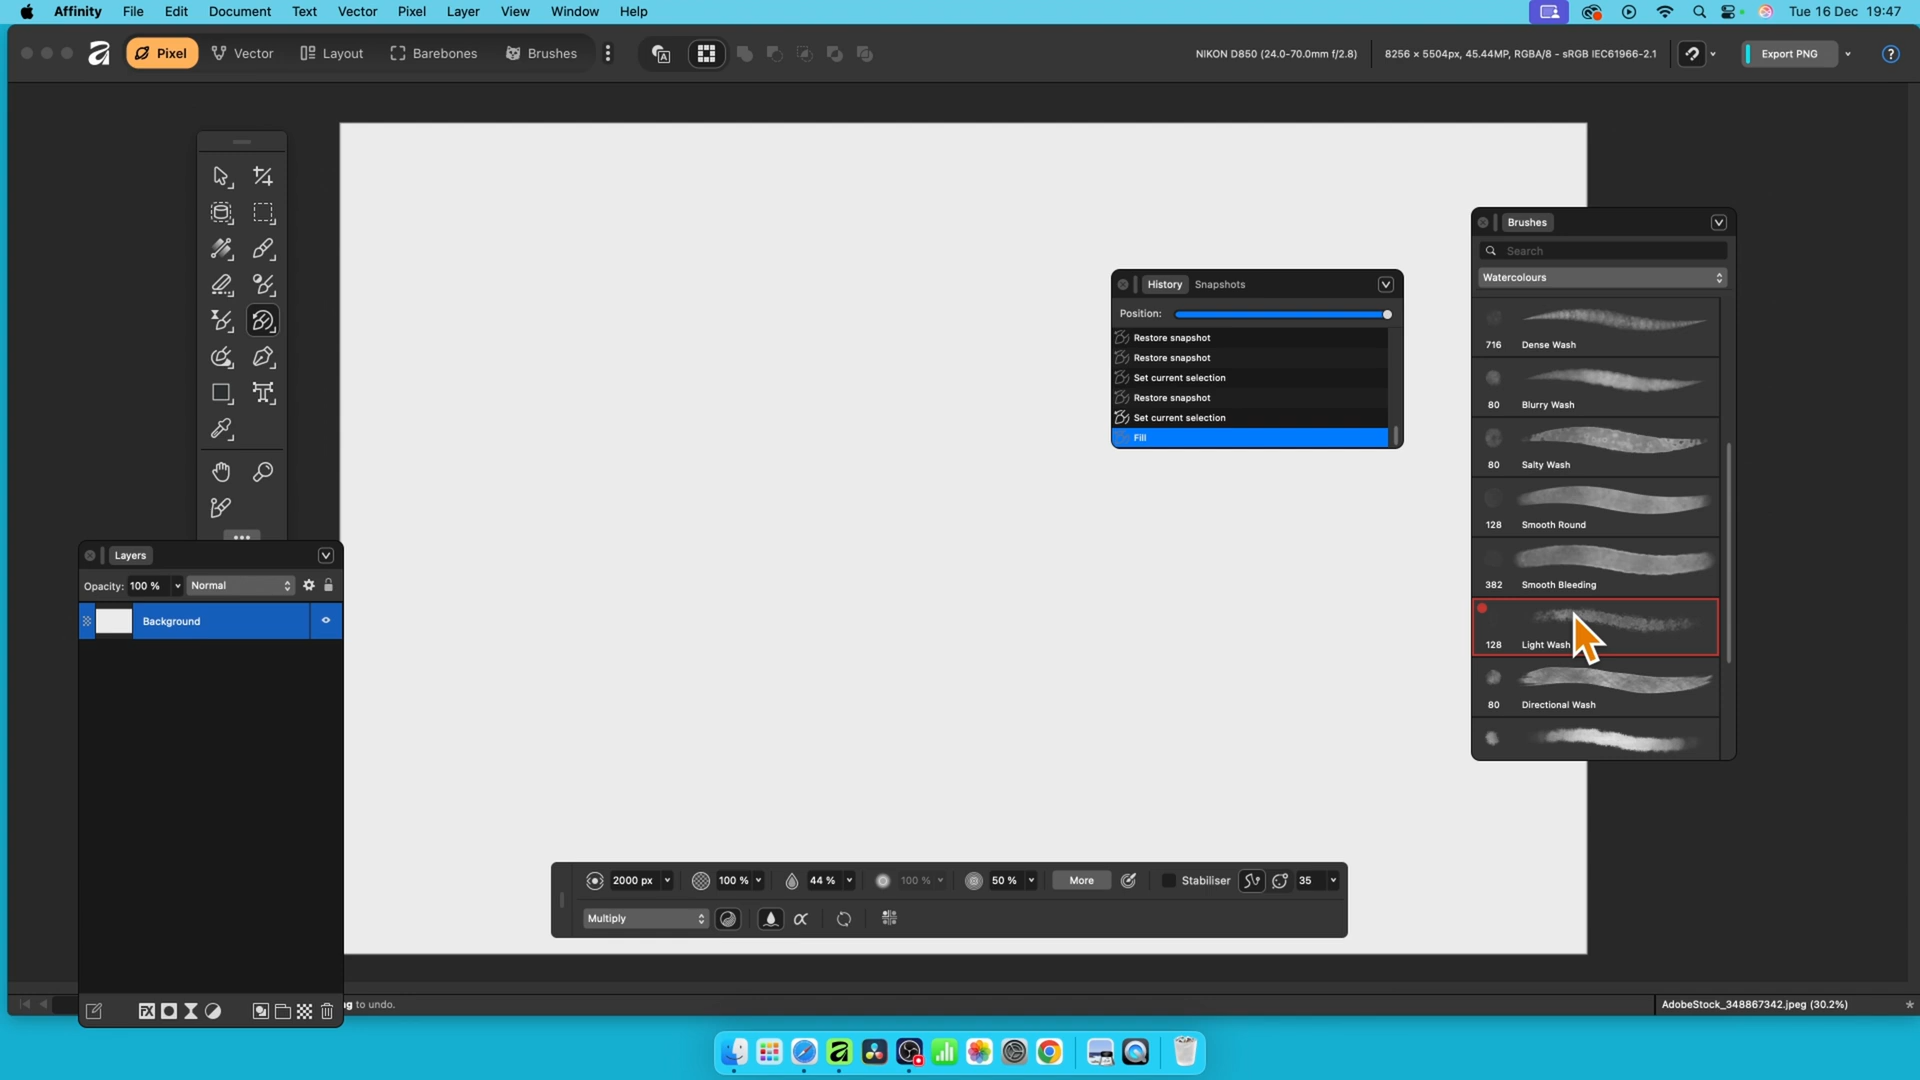 Affinity File Edit Document Text Vector Pixel Layer View Window Help Tue 16 Dec 19:47
Pixel Vector Layout Barebones Brushes NIKON D850 (24.0-70.0mm f/2.8) 8256 x 5504px, 45.44MP, RGBA/8 - sRGB IEC61966-2.1 Export PNG
Brushes
Search
Watercolours
716 Dense Wash
80 Blurry Wash
80 Salty Wash
128 Smooth Round
382 Smooth Bleeding
128 Light Wash
80 Directional Wash
History Snapshots
Position:
Restore snapshot
Restore snapshot
Set current selection
Restore snapshot
Set current selection
Fill
Layers
Opacity: 100 % Normal
Background
2000 px 100 % 44 % 100 % 50 % More Stabiliser 35
Multiply
to undo.
AdobeStock_348867342.jpeg (30.2%) *